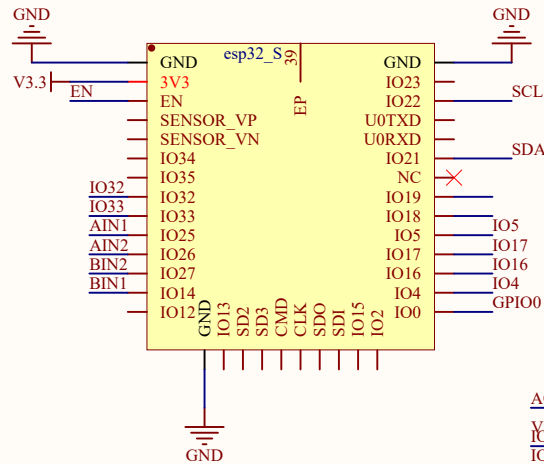 GND
GND
esp32_S
39
EP
V3.3
EN
GND
3V3
EN
SENSOR_VP
SENSOR_VN
IO34
IO35
IO32
IO33
IO25
IO26
IO27
IO14
IO12
IO32
IO33
AIN1
AIN2
BIN2
BIN1
GND
IO23
IO22
U0TXD
U0RXD
IO21
NC
IO19
IO18
IO5
IO17
IO16
IO4
IO0
SCL
SDA
IO5
IO17
IO16
IO4
GPIO0
GND
IO13
SD2
SD3
CMD
CLK
SDO
SDI
IO15
IO2
GND